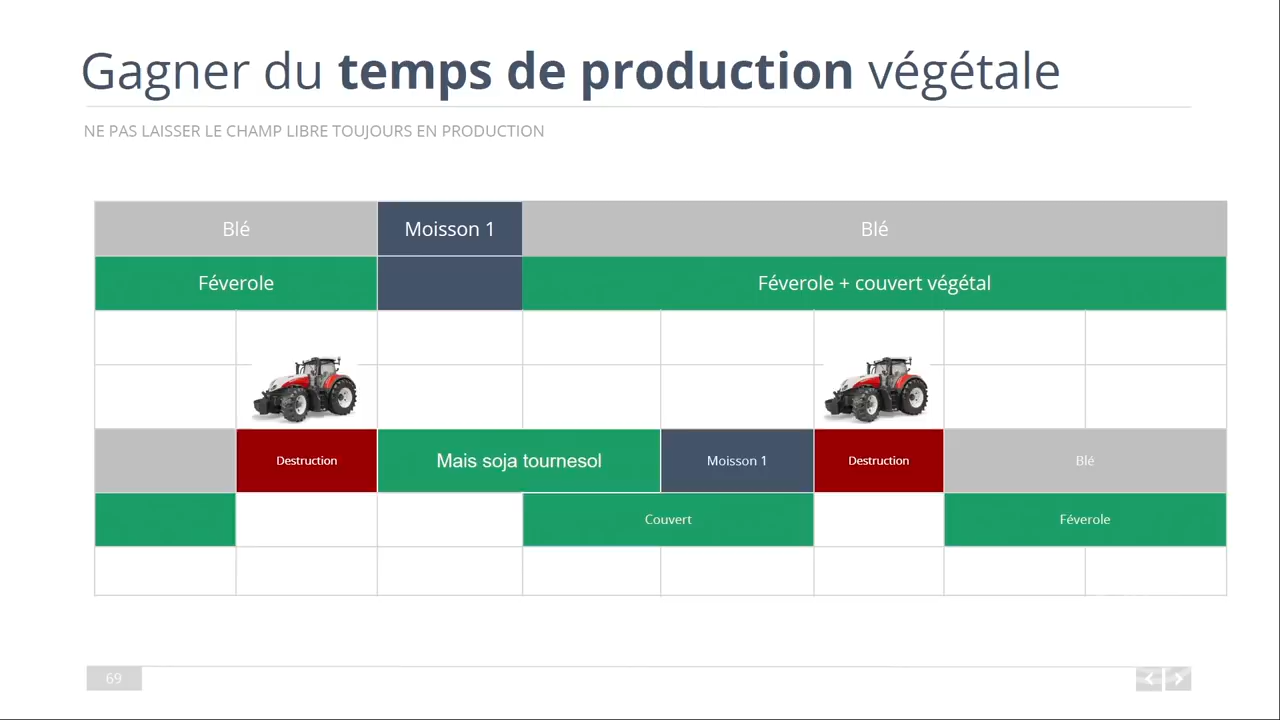 Gagner du temps de production végétale
NE PAS LAISSER LE CHAMP LIBRE TOUJOURS EN PRODUCTION
Blé
Moisson 1
Blé
Féverole
Féverole + couvert végétal
Destruction
Mais soja tournesol
Moisson 1
Destruction
Blé
Couvert
Féverole
69